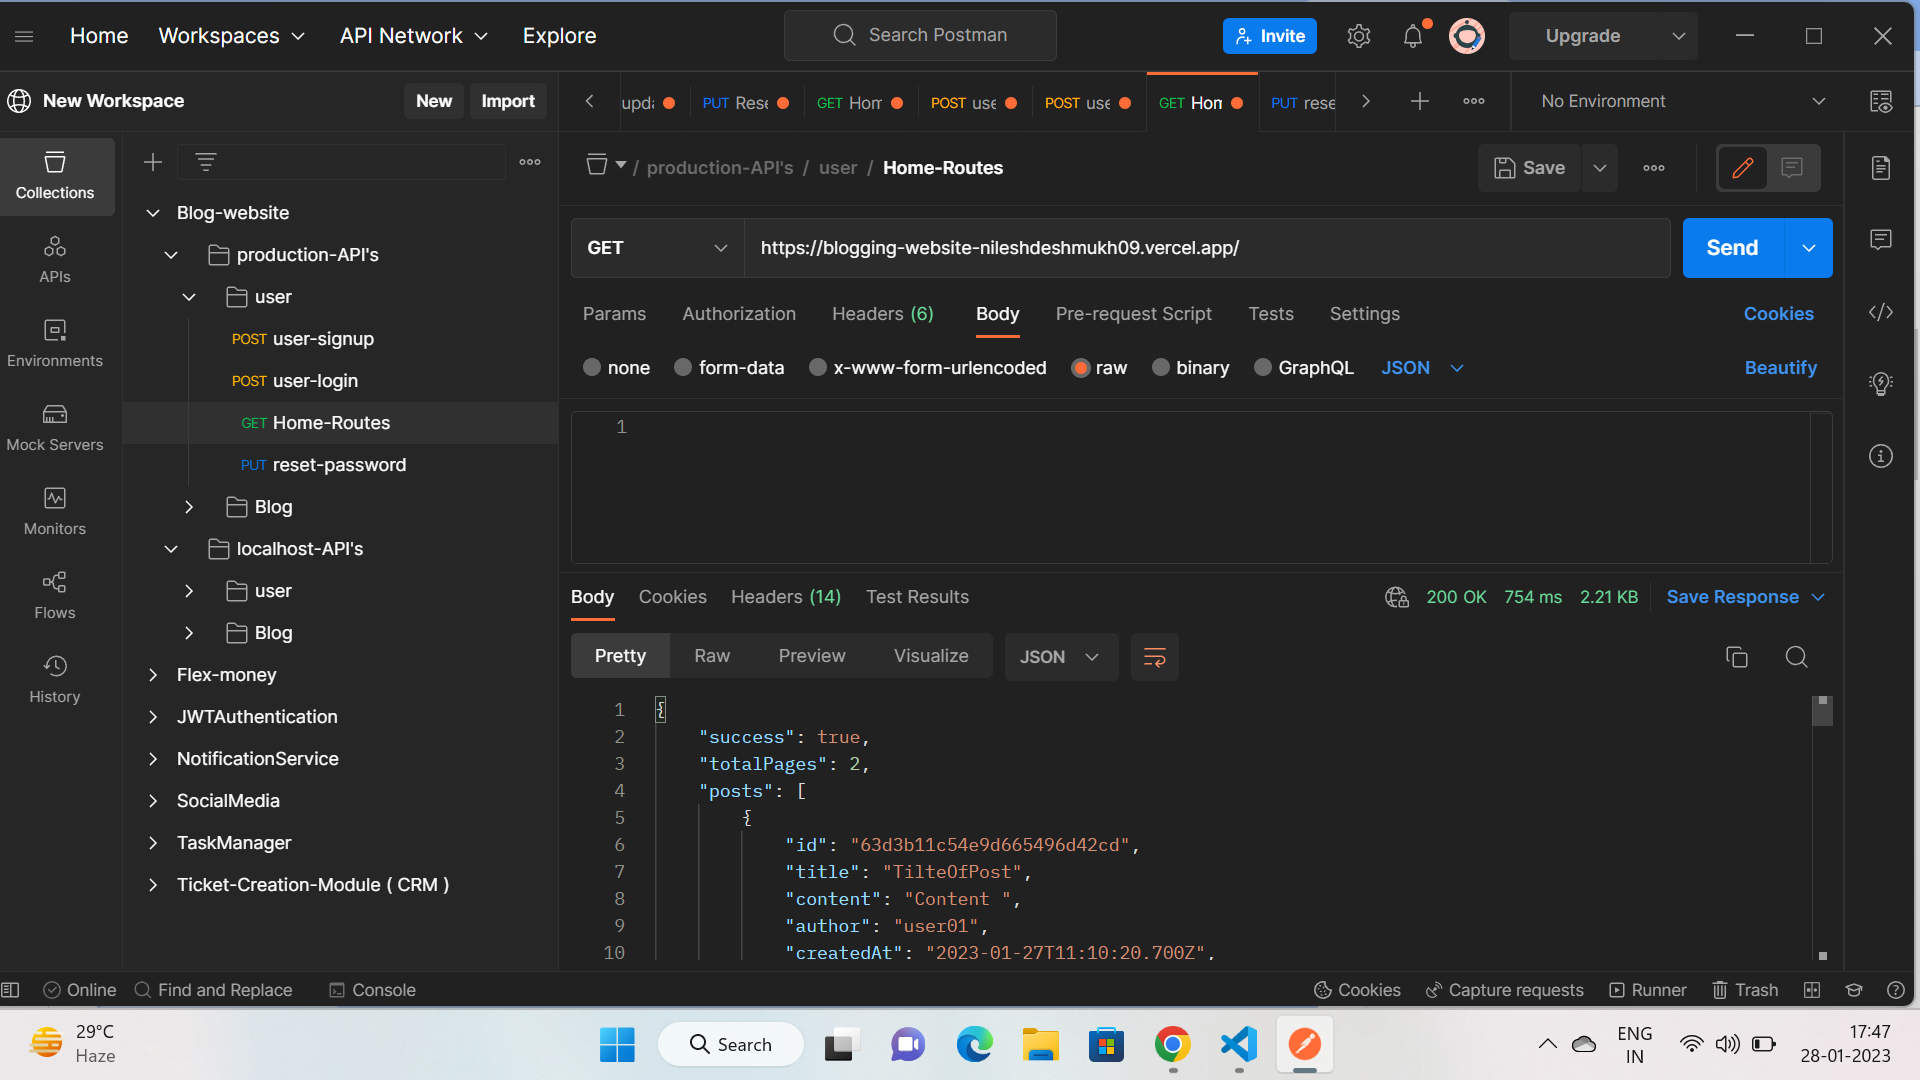 Home Workspaces API Network Explore Search Postman Invite Upgrade
New Workspace New Import
upda PUT Rese GET Hom POST use POST use GET Hom PUT rese No Environment
Collections
APIs
Environments
Mock Servers
Monitors
Flows
History
Blog-website
production-API's
user
POST user-signup
POST user-login
GET Home-Routes
PUT reset-password
Blog
localhost-API's
user
Blog
Flex-money
JWTAuthentication
NotificationService
SocialMedia
TaskManager
Ticket-Creation-Module ( CRM )
/ production-API's / user / Home-Routes Save
GET https://blogging-website-nileshdeshmukh09.vercel.app/ Send
Params Authorization Headers (6) Body Pre-request Script Tests Settings Cookies
none form-data x-www-form-urlencoded raw binary GraphQL JSON Beautify
1
Body Cookies Headers (14) Test Results 200 OK 754 ms 2.21 KB Save Response
Pretty Raw Preview Visualize JSON
1 {
2 "success": true,
3 "totalPages": 2,
4 "posts": [
5 {
6 "id": "63d3b11c54e9d665496d42cd",
7 "title": "TilteOfPost",
8 "content": "Content ",
9 "author": "user01",
10 "createdAt": "2023-01-27T11:10:20.700Z",
Online Find and Replace Console Cookies Capture requests Runner Trash
29°C
Haze
Search
ENG
IN
17:47
28-01-2023